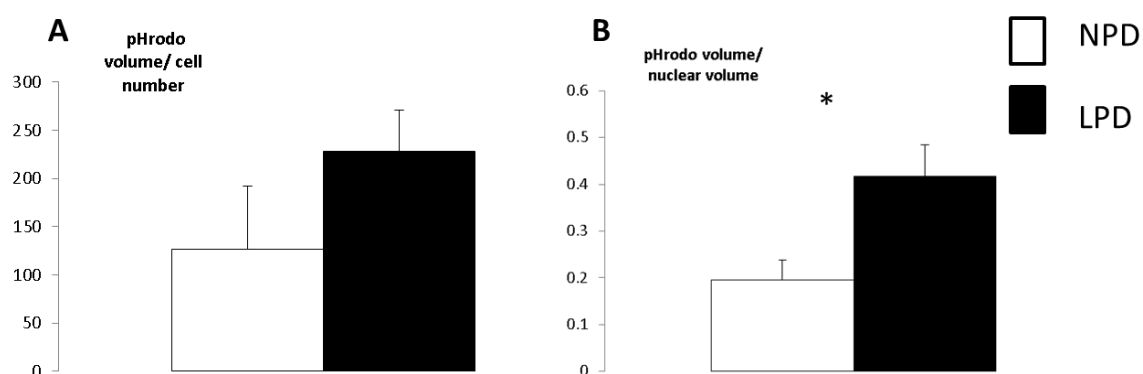 A
pHrodo
volume/ cell
number
300
250
200
150
100
50
0
B
pHrodo volume/
nuclear volume
*
0.6
0.5
0.4
0.3
0.2
0.1
0
NPD
LPD